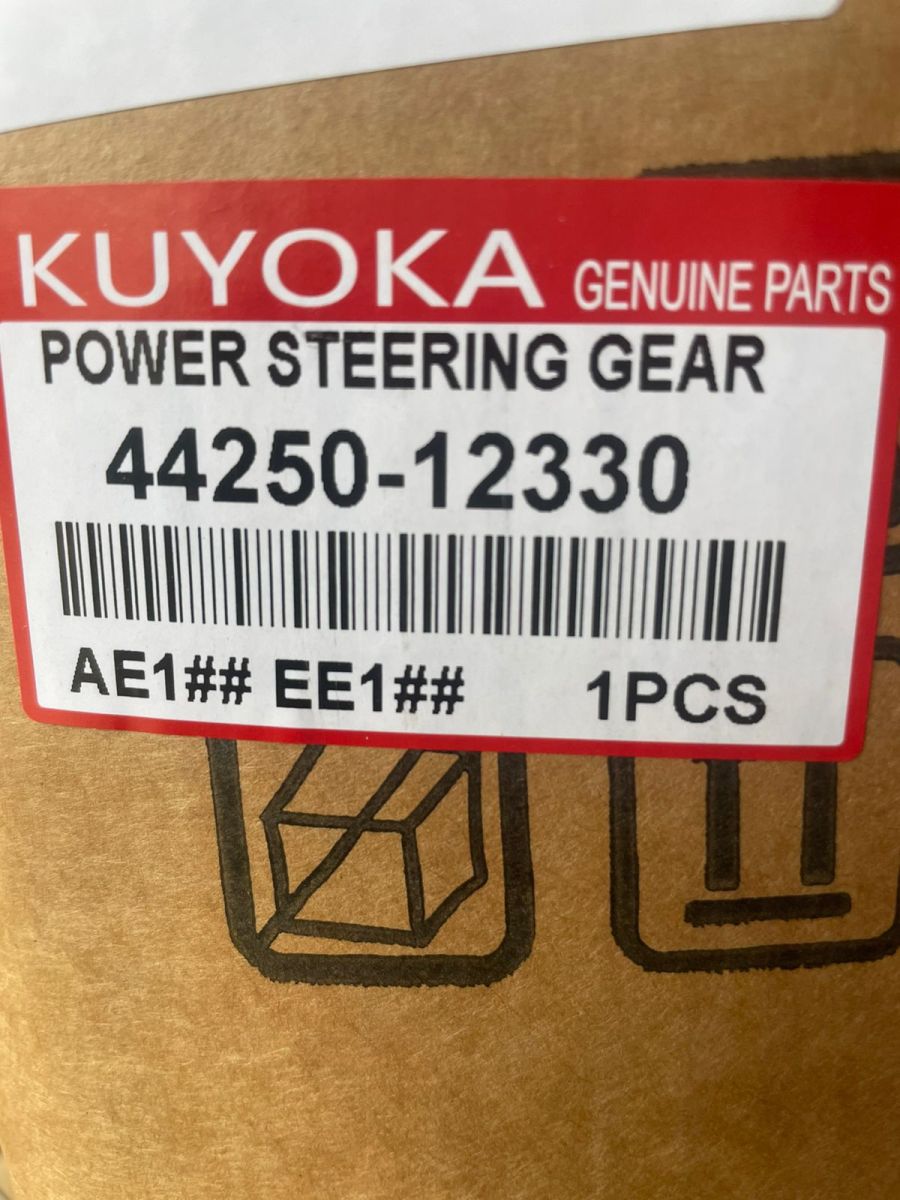 KUYOKA GENUINE PARTS
POWER STEERING GEAR
44250-12330
AE1## EE1## 1PCS